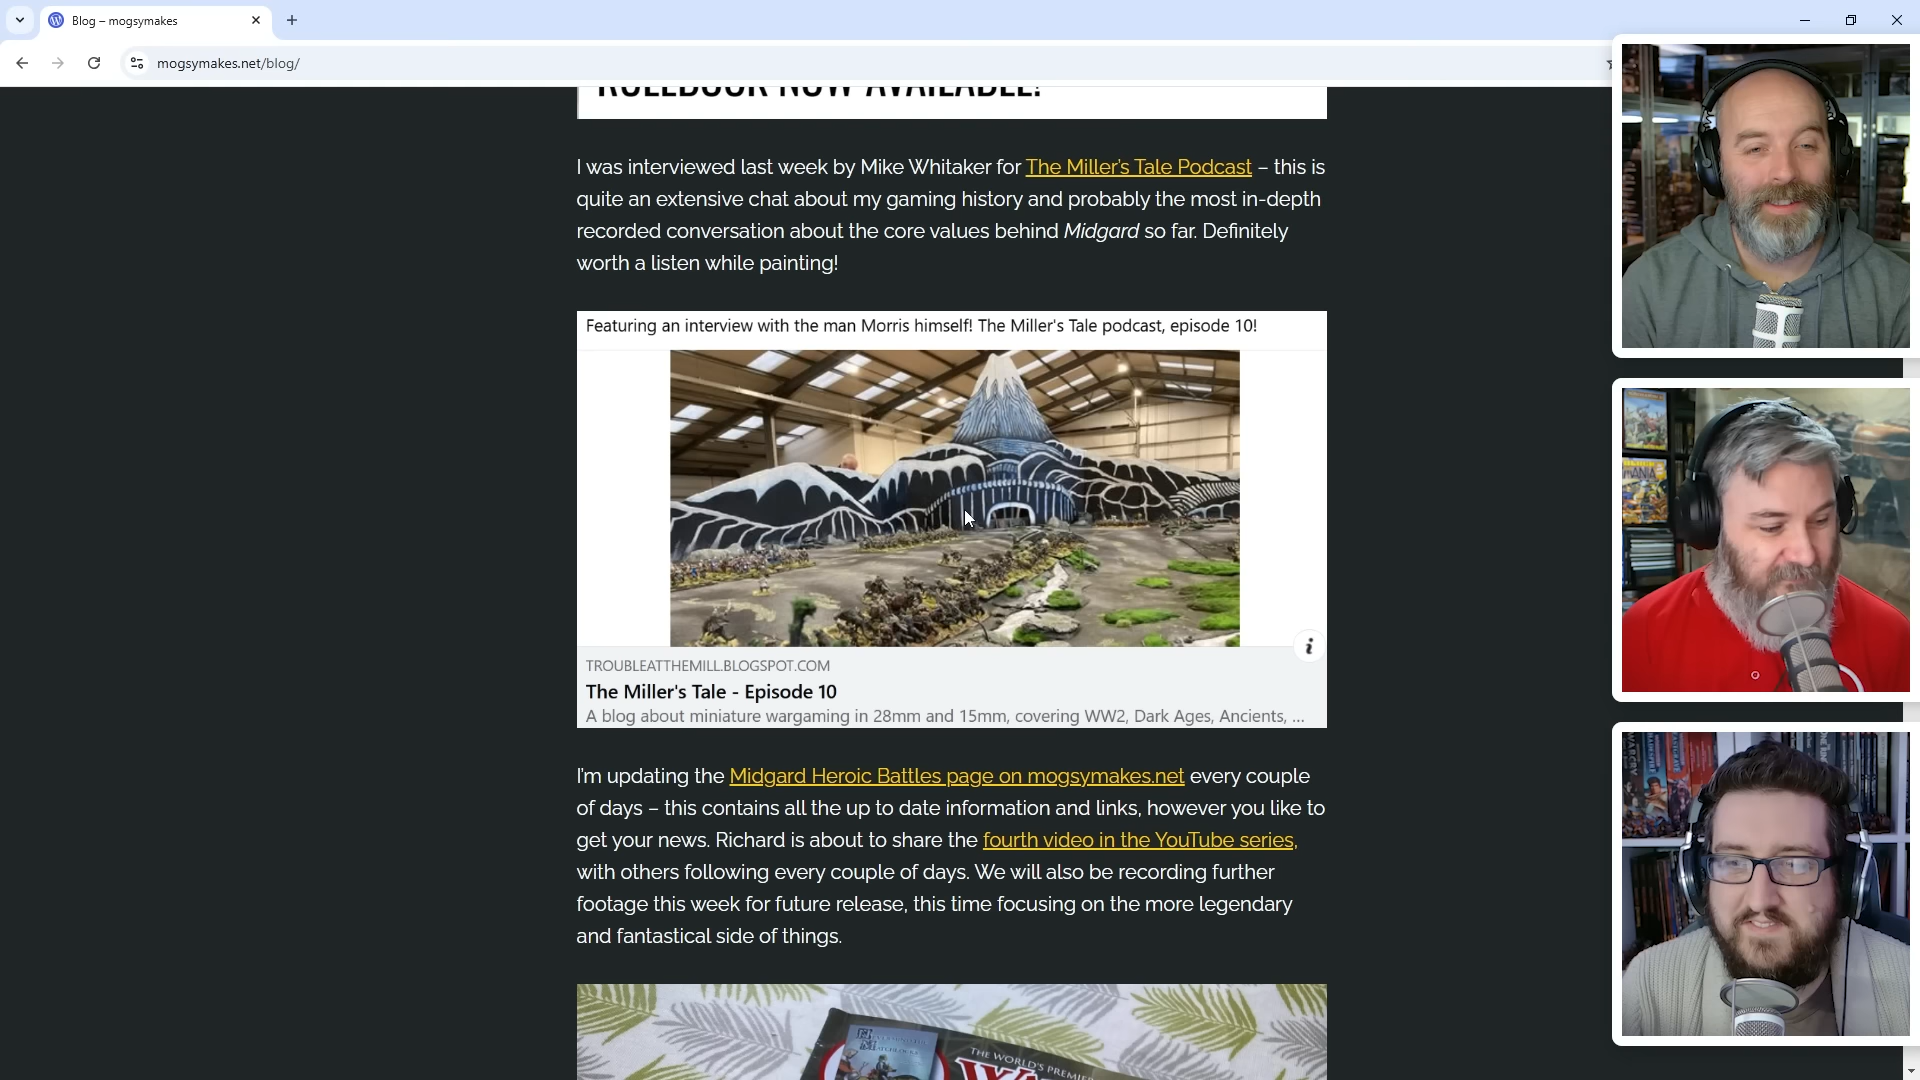 Blog – mogsymakes
mogsymakes.net/blog/
RULEBOOK NOW AVAILABLE!
I was interviewed last week by Mike Whitaker for The Miller's Tale Podcast – this is
quite an extensive chat about my gaming history and probably the most in-depth
recorded conversation about the core values behind Midgard so far. Definitely
worth a listen while painting!
Featuring an interview with the man Morris himself! The Miller's Tale podcast, episode 10!
TROUBLEATTHEMILL.BLOGSPOT.COM
The Miller's Tale - Episode 10
A blog about miniature wargaming in 28mm and 15mm, covering WW2, Dark Ages, Ancients, ...
I'm updating the Midgard Heroic Battles page on mogsymakes.net every couple
of days – this contains all the up to date information and links, however you like to
get your news. Richard is about to share the fourth video in the YouTube series,
with others following every couple of days. We will also be recording further
footage this week for future release, this time focusing on the more legendary
and fantastical side of things.
THE WORLD'S PREMIER
WARCRY